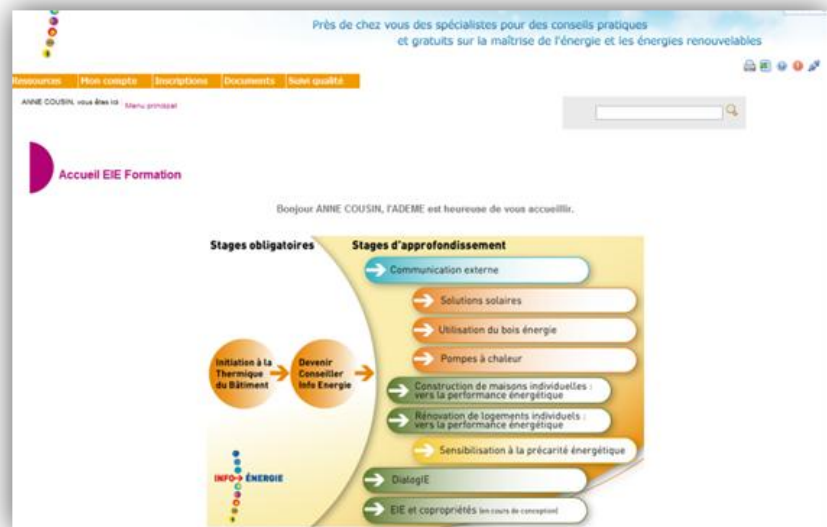 Près de chez vous des spécialistes pour des conseils pratiques
et gratuits sur la maîtrise de l'énergie et les énergies renouvelables
Ressources Mon compte Inscriptions Documents Suivi qualité
ANNE COUSIN, vous êtes ici Menu principal
Accueil EIE Formation
Bonjour ANNE COUSIN, l'ADEME est heureuse de vous accueillir.
Stages obligatoires
Stages d'approfondissement
Initiation à la
Thermique
du Bâtiment
Devenir
Conseiller
Info Energie
Communication externe
Solutions solaires
Utilisation du bois énergie
Pompes à chaleur
Construction de maisons individuelles :
vers la performance énergétique
Rénovation de logements individuels :
vers la performance énergétique
Sensibilisation à la précarité énergétique
DialogIE
EIE et copropriétés (en cours de conception)
INFO→ÉNERGIE